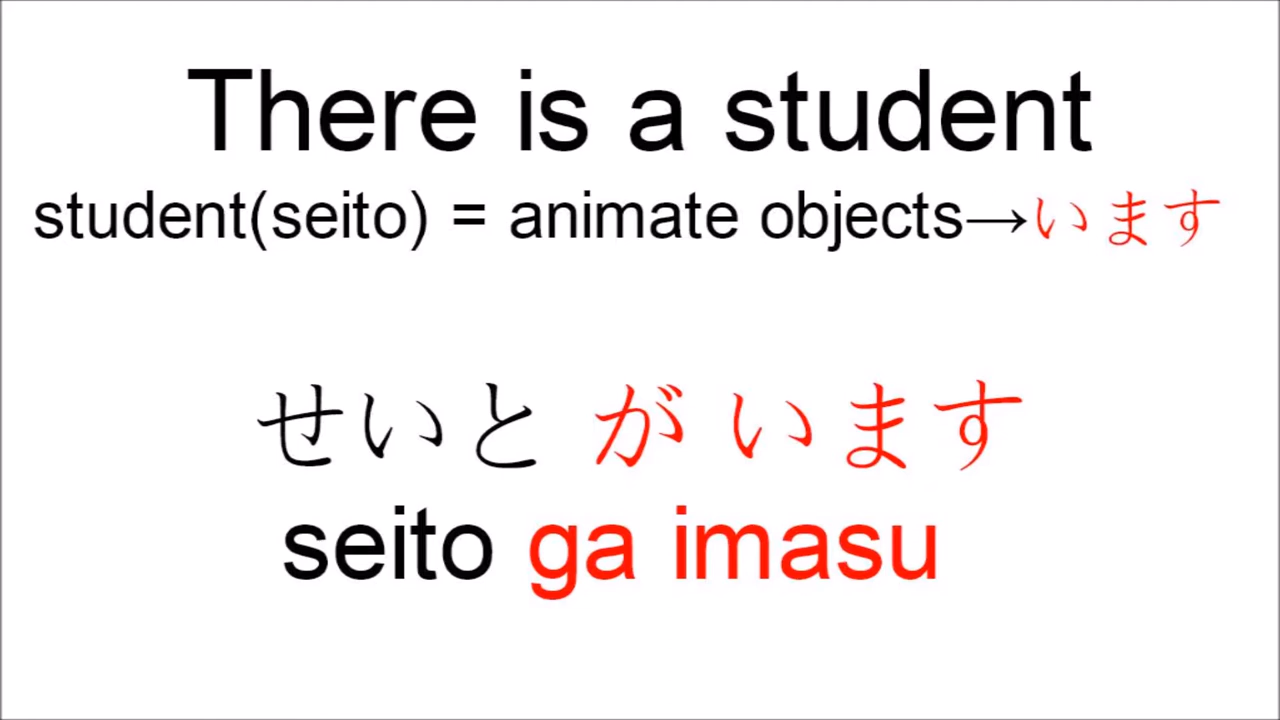 There is a student
student(seito) = animate objects→います
せいと が います
seito ga imasu